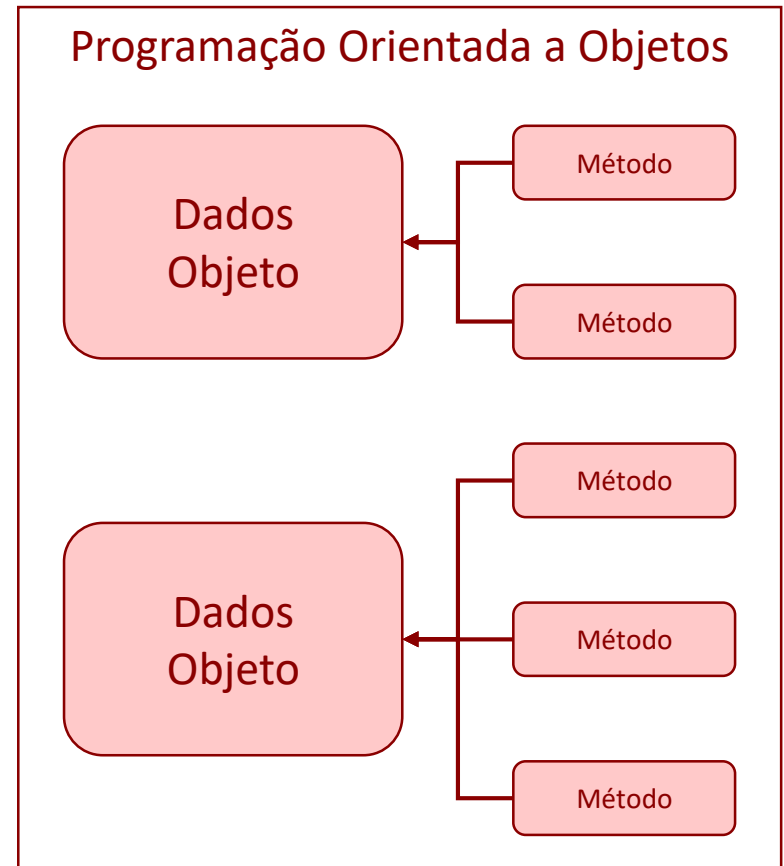 Programação Orientada a Objetos
Dados
Objeto
Método
Método
Dados
Objeto
Método
Método
Método